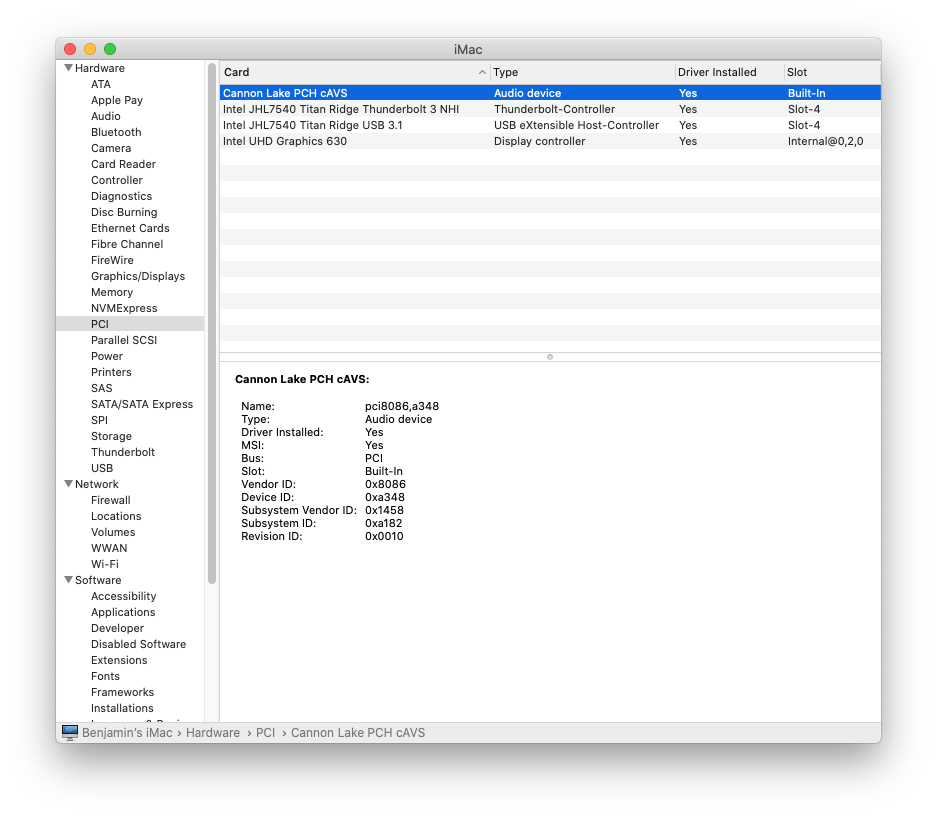 iMac
Hardware
ATA
Apple Pay
Audio
Bluetooth
Camera
Card Reader
Controller
Diagnostics
Disc Burning
Ethernet Cards
Fibre Channel
FireWire
Graphics/Displays
Memory
NVMExpress
PCI
Parallel SCSI
Power
Printers
SAS
SATA/SATA Express
SPI
Storage
Thunderbolt
USB
Network
Firewall
Locations
Volumes
WWAN
Wi-Fi
Software
Accessibility
Applications
Developer
Disabled Software
Extensions
Fonts
Frameworks
Installations
Card Type Driver Installed Slot
Cannon Lake PCH cAVS Audio device Yes Built-In
Intel JHL7540 Titan Ridge Thunderbolt 3 NHI Thunderbolt-Controller Yes Slot-4
Intel JHL7540 Titan Ridge USB 3.1 USB eXtensible Host-Controller Yes Slot-4
Intel UHD Graphics 630 Display controller Yes Internal@0,2,0
Cannon Lake PCH cAVS:
Name: pci8086,a348
Type: Audio device
Driver Installed: Yes
MSI: Yes
Bus: PCI
Slot: Built-In
Vendor ID: 0x8086
Device ID: 0xa348
Subsystem Vendor ID: 0x1458
Subsystem ID: 0xa182
Revision ID: 0x0010
Benjamin's iMac › Hardware › PCI › Cannon Lake PCH cAVS